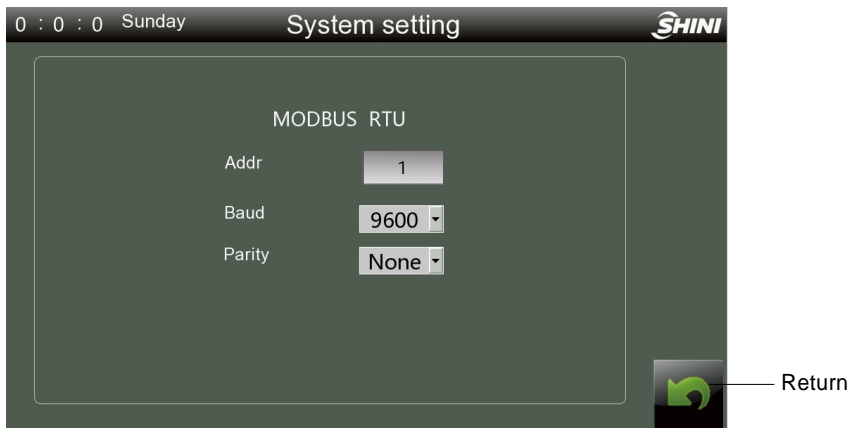 0 : 0 : 0 Sunday System setting SHINI
MODBUS RTU
Addr 1
Baud 9600
Parity None
Return